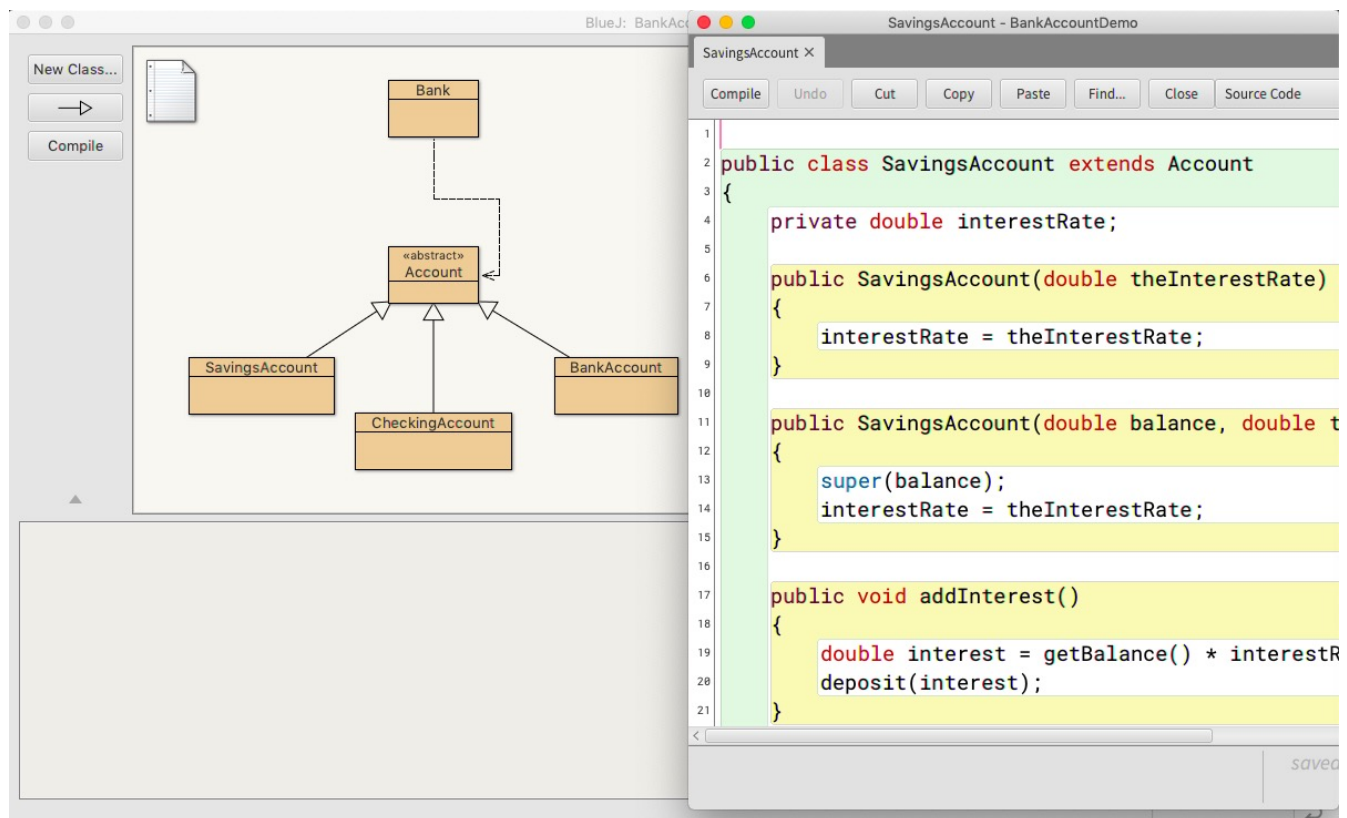 BlueJ: BankAcc
New Class...
Compile
Bank
«abstract»
Account
SavingsAccount
CheckingAccount
BankAccount
SavingsAccount - BankAccountDemo
SavingsAccount ×
Compile Undo Cut Copy Paste Find... Close Source Code
1
2 public class SavingsAccount extends Account
3 {
4 private double interestRate;
5
6 public SavingsAccount(double theInterestRate)
7 {
8 interestRate = theInterestRate;
9 }
10
11 public SavingsAccount(double balance, double t
12 {
13 super(balance);
14 interestRate = theInterestRate;
15 }
16
17 public void addInterest()
18 {
19 double interest = getBalance() * interestR
20 deposit(interest);
21 }
saved